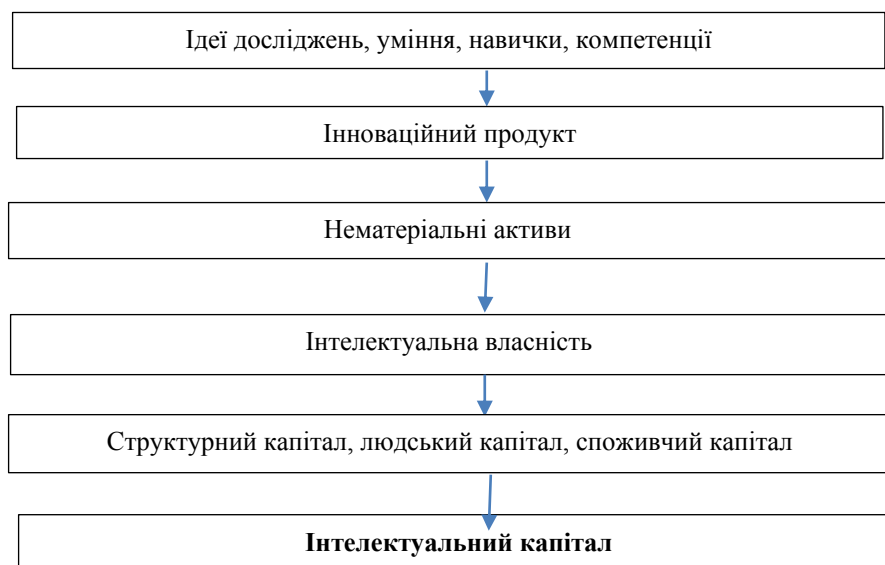 Ідеї досліджень, уміння, навички, компетенції
Інноваційний продукт
Нематеріальні активи
Інтелектуальна власність
Структурний капітал, людський капітал, споживчий капітал
Інтелектуальний капітал